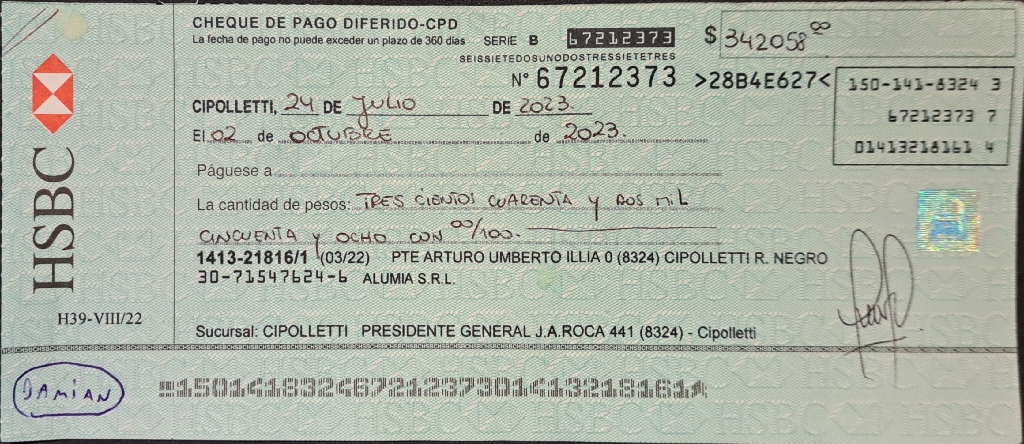 CHEQUE DE PAGO DIFERIDO-CPD
La fecha de pago no puede exceder un plazo de 360 días SERIE B 67212373
$ 342058 00
SEISSIETEDOSUNODOSTRESSIETETRES
N° 67212373 >28B4E627<
150-141-8324 3
67212373 7
01413218161 4
CIPOLLETTI, 24 DE JULIO DE 2023.
El 02 de OCTUBRE de 2023.
Páguese a
La cantidad de pesos: TRES CIENTOS CUARENTA Y DOS MIL
CINCUENTA Y OCHO CON 00/100.
1413-21816/1 (03/22) PTE ARTURO UMBERTO ILLIA 0 (8324) CIPOLLETTI R. NEGRO
30-71547624-6 ALUMIA S.R.L.
HSBC
H39-VIII/22
Sucursal: CIPOLLETTI PRESIDENTE GENERAL J.A.ROCA 441 (8324) - Cipolletti
DAMIAN
15014183246721237301413218161